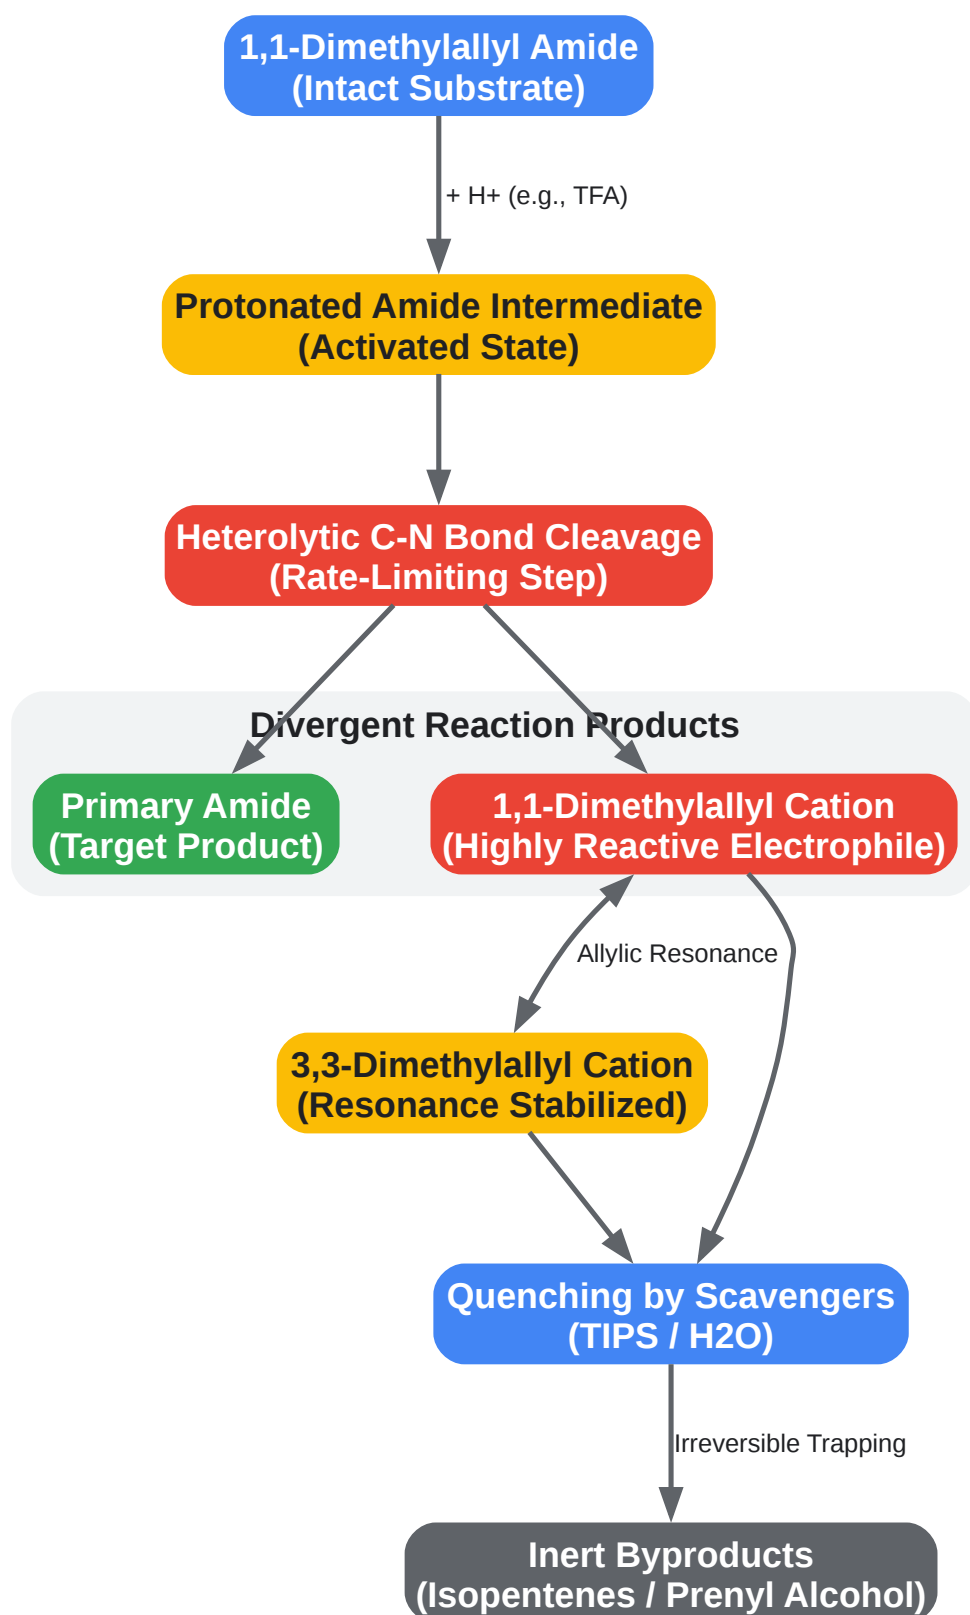 1,1-Dimethylallyl Amide
(Intact Substrate)
+ H+ (e.g., TFA)
Protonated Amide Intermediate
(Activated State)
Heterolytic C-N Bond Cleavage
(Rate-Limiting Step)
Divergent Reaction Products
Primary Amide
(Target Product)
1,1-Dimethylallyl Cation
(Highly Reactive Electrophile)
Allylic Resonance
3,3-Dimethylallyl Cation
(Resonance Stabilized)
Quenching by Scavengers
(TIPS / H2O)
Irreversible Trapping
Inert Byproducts
(Isopentenes / Prenyl Alcohol)